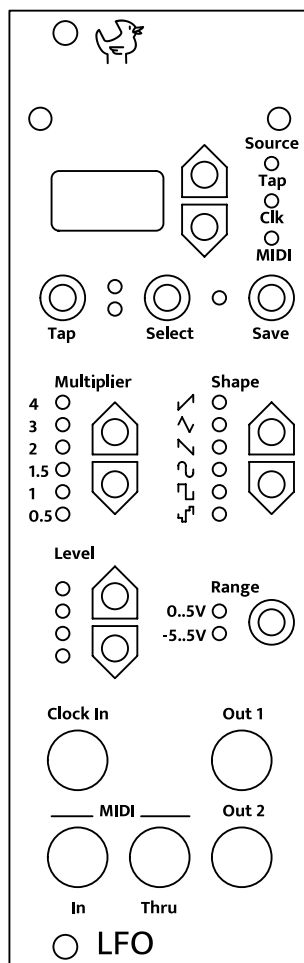 Source
Tap
Clk
MIDI
Tap Select Save
Multiplier Shape
4
3
2
1.5
1
0.5
Level
Range
0..5V
-5..5V
Clock In Out 1
MIDI Out 2
In Thru
LFO